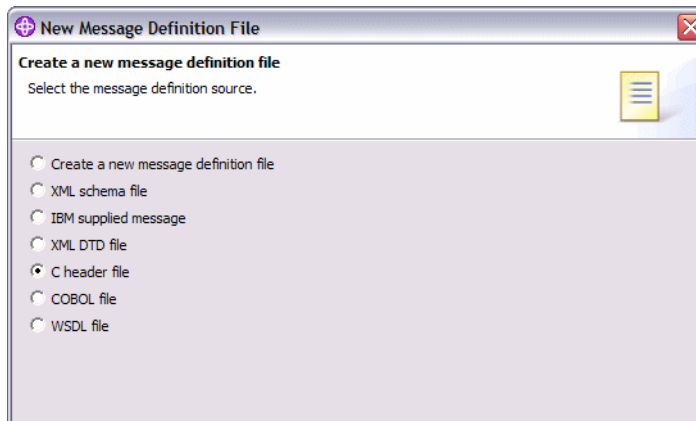 New Message Definition File
Create a new message definition file
Select the message definition source.
Create a new message definition file
XML schema file
IBM supplied message
XML DTD file
C header file
COBOL file
WSDL file